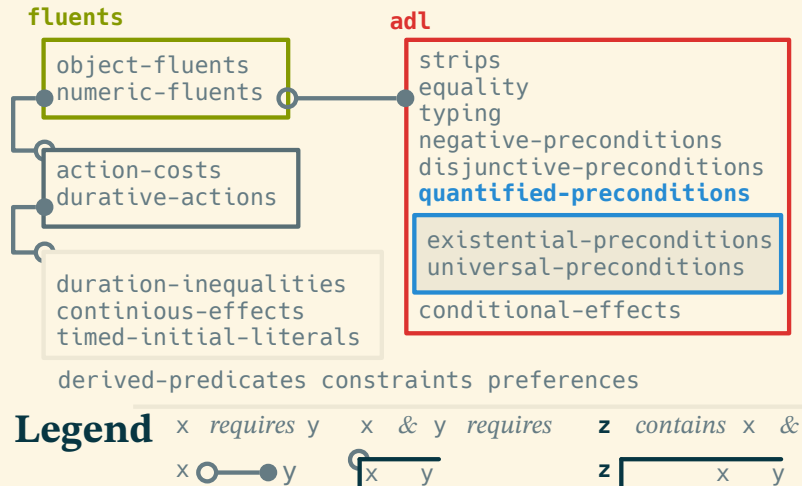 fluents
object-fluents
numeric-fluents
action-costs
durative-actions
duration-inequalities
continious-effects
timed-initial-literals
adl
strips
equality
typing
negative-preconditions
disjunctive-preconditions
quantified-preconditions
existential-preconditions
universal-preconditions
conditional-effects
derived-predicates constraints preferences
Legend x requires y x & y requires z contains x &
x y x y z x y